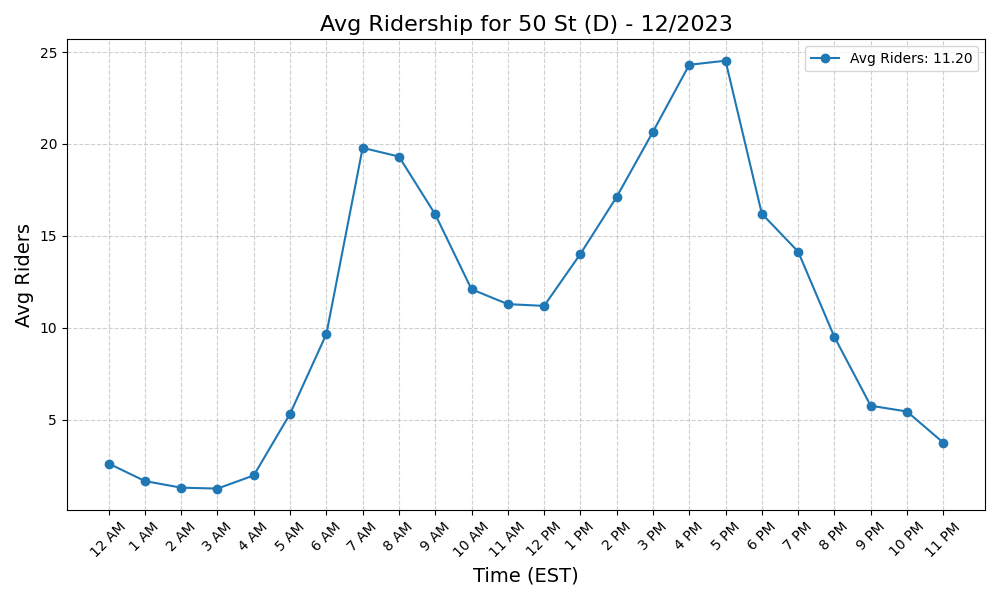 Avg Ridership for 50 St (D) - 12/2023
Avg Riders: 11.20
Avg Riders
25
20
15
10
5
12 AM
1 AM
2 AM
3 AM
4 AM
5 AM
6 AM
7 AM
8 AM
9 AM
10 AM
11 AM
12 PM
1 PM
2 PM
3 PM
4 PM
5 PM
6 PM
7 PM
8 PM
9 PM
10 PM
11 PM
Time (EST)